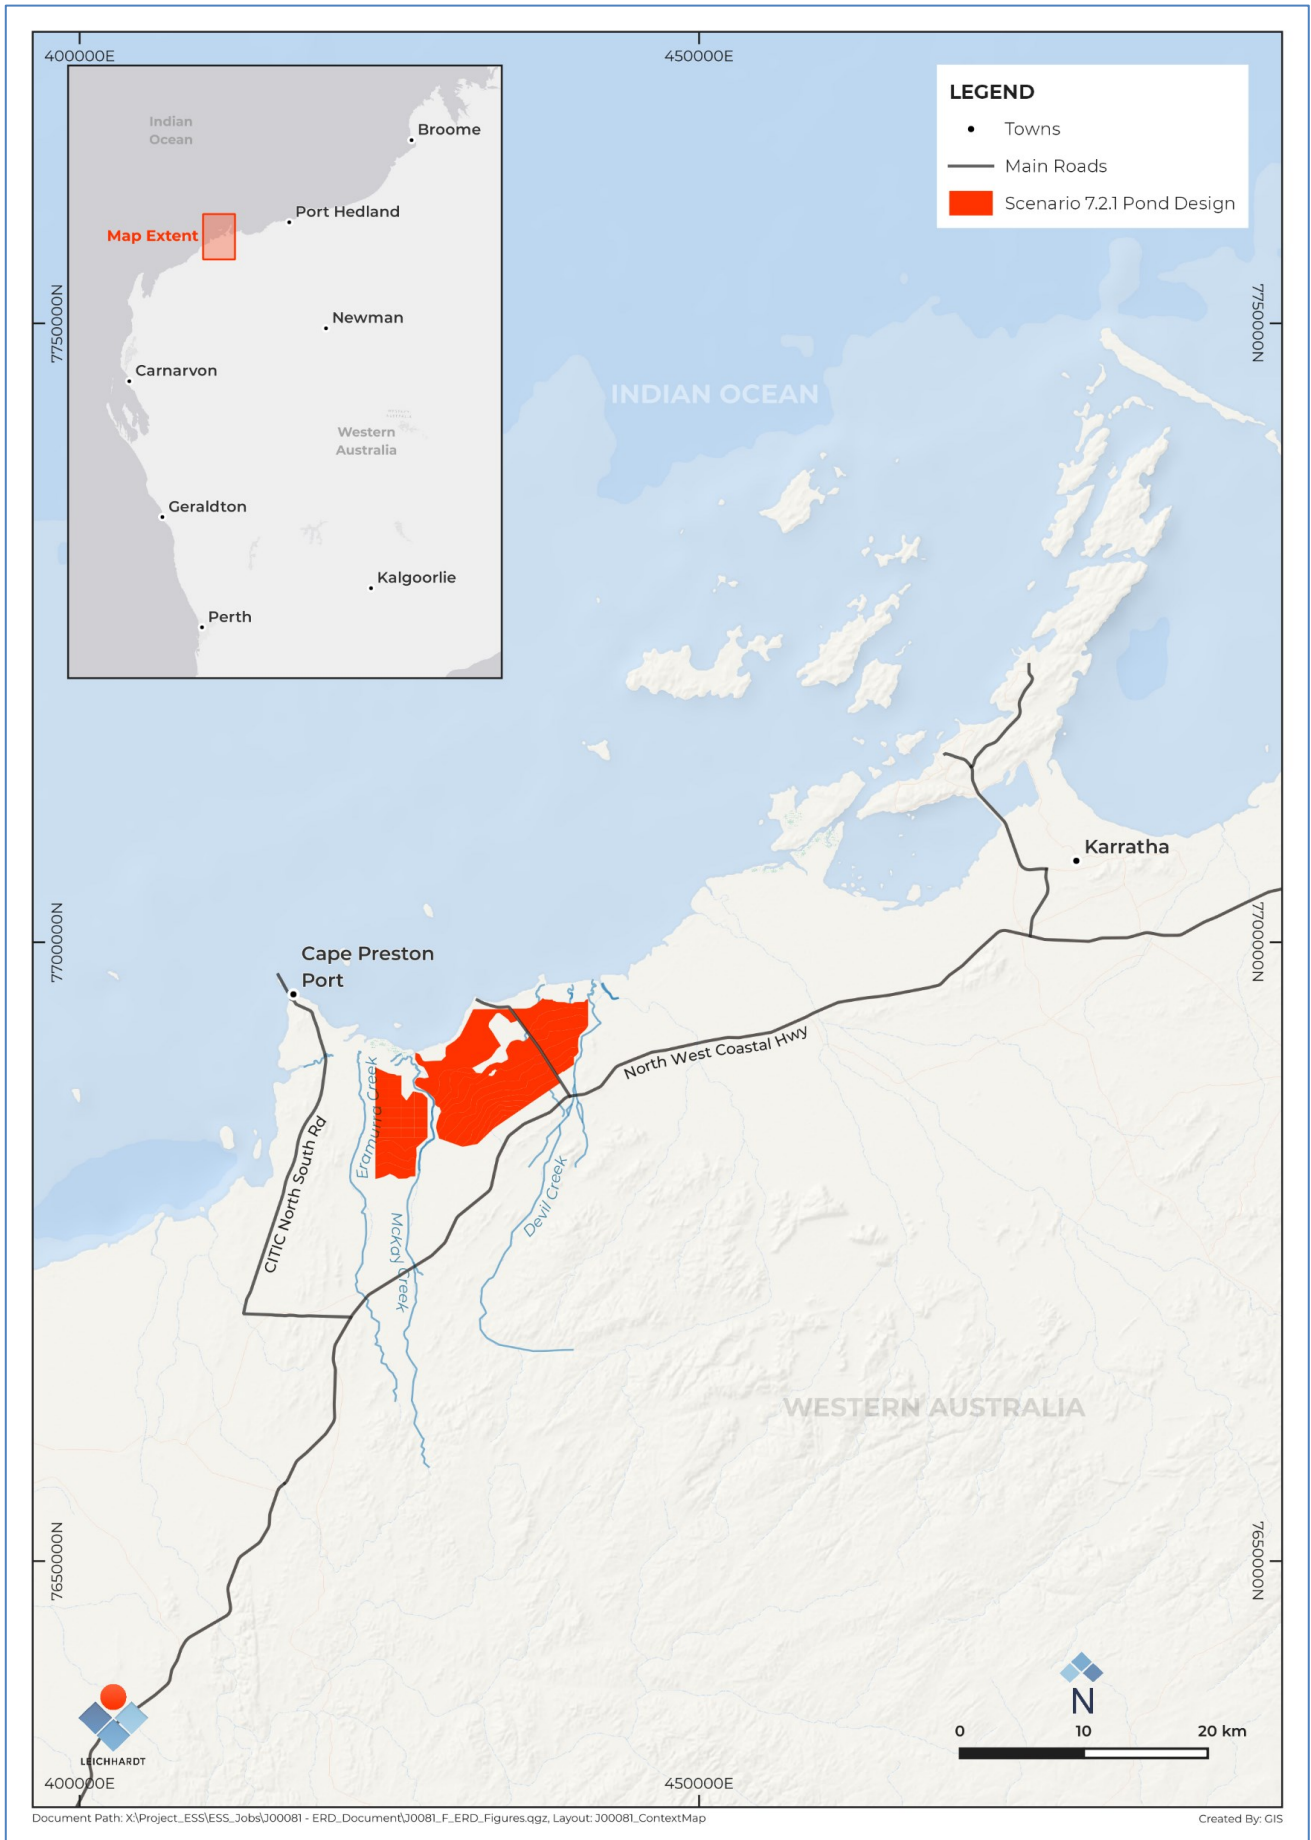 400000E
450000E
LEGEND
Towns
Main Roads
Scenario 7.2.1 Pond Design
Indian
Ocean
Broome
Port Hedland
Map Extent
Newman
Carnarvon
Western
Australia
Geraldton
Kalgoorlie
Perth
7750000N
7750000N
INDIAN OCEAN
Karratha
7700000N
7700000N
Cape Preston
Port
North West Coastal Hwy
Eramurra Creek
CITIC North South Rd
McKay Creek
Devil Creek
WESTERN AUSTRALIA
7650000N
7650000N
N
0 10 20 km
LEICHHARDT
400000E
450000E
Document Path: X:\Project_ESS\ESS_Jobs\J00081 - ERD_Document\J0081_F_ERD_Figures.qgz, Layout: J00081_ContextMap
Created By: GIS